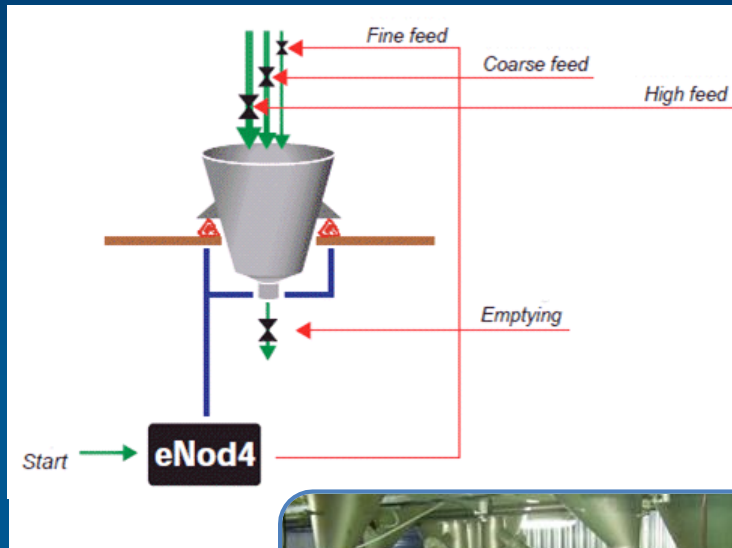 Fine feed
Coarse feed
High feed
Emptying
Start
eNod4